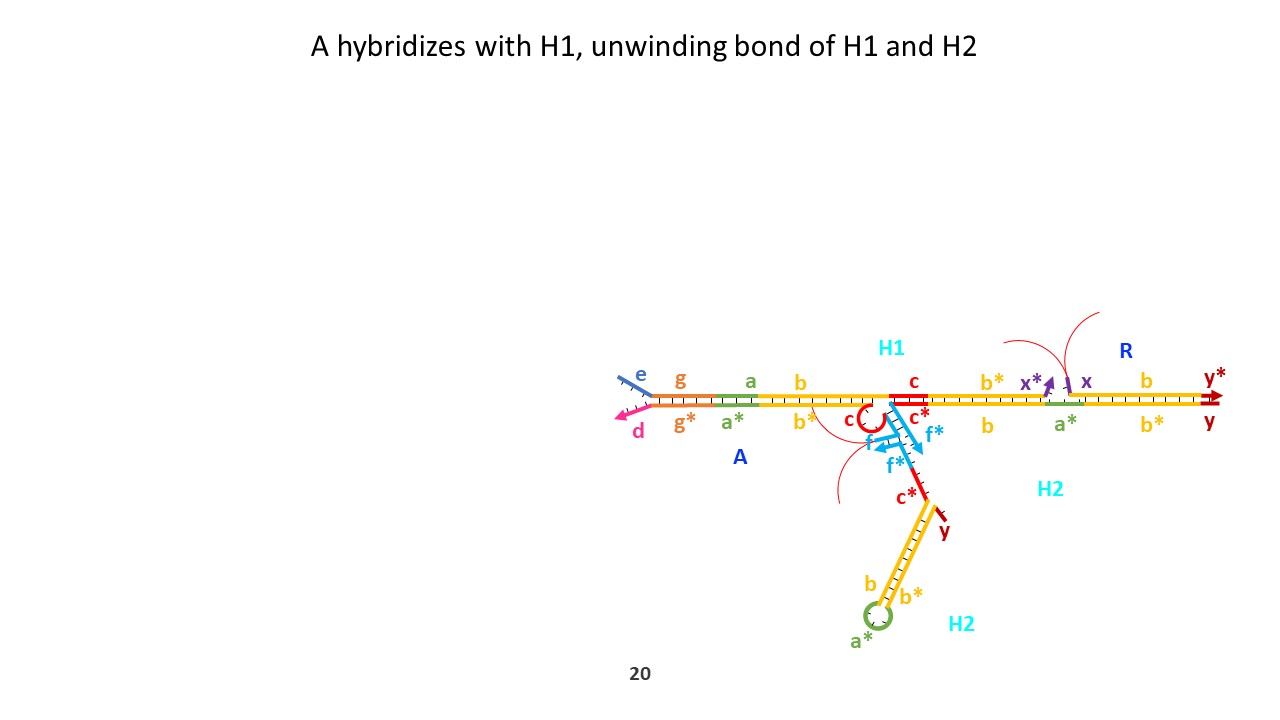 A hybridizes with H1, unwinding bond of H1 and H2
H1
R
e g a b c b* x* x b y*
d g* a* b* c c* b a* b* y
f f*
A
f*
H2
c*
y
b b*
H2
a*
20